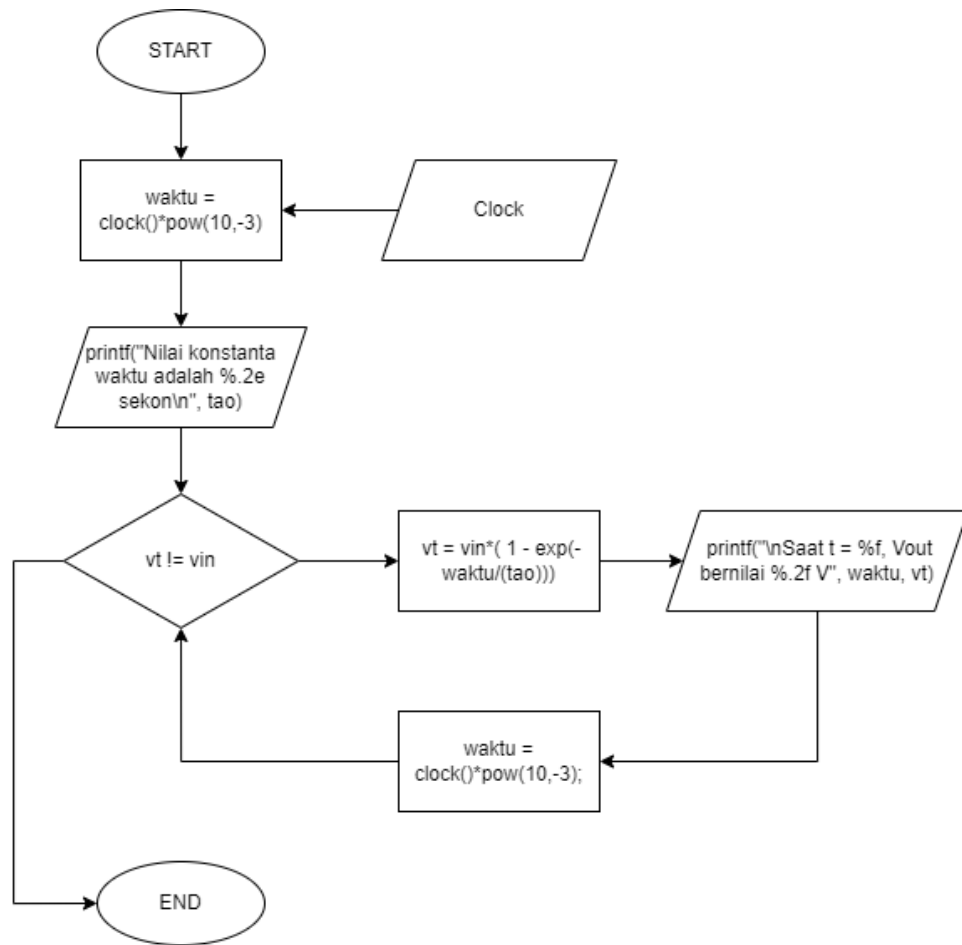 START
waktu =
clock()*pow(10,-3)
Clock
printf("Nilai konstanta
waktu adalah %.2e
sekon\n", tao)
vt != vin
vt = vin*( 1 - exp(-
waktu/(tao)))
printf("\nSaat t = %f, Vout
bernilai %.2f V", waktu, vt)
waktu =
clock()*pow(10,-3);
END